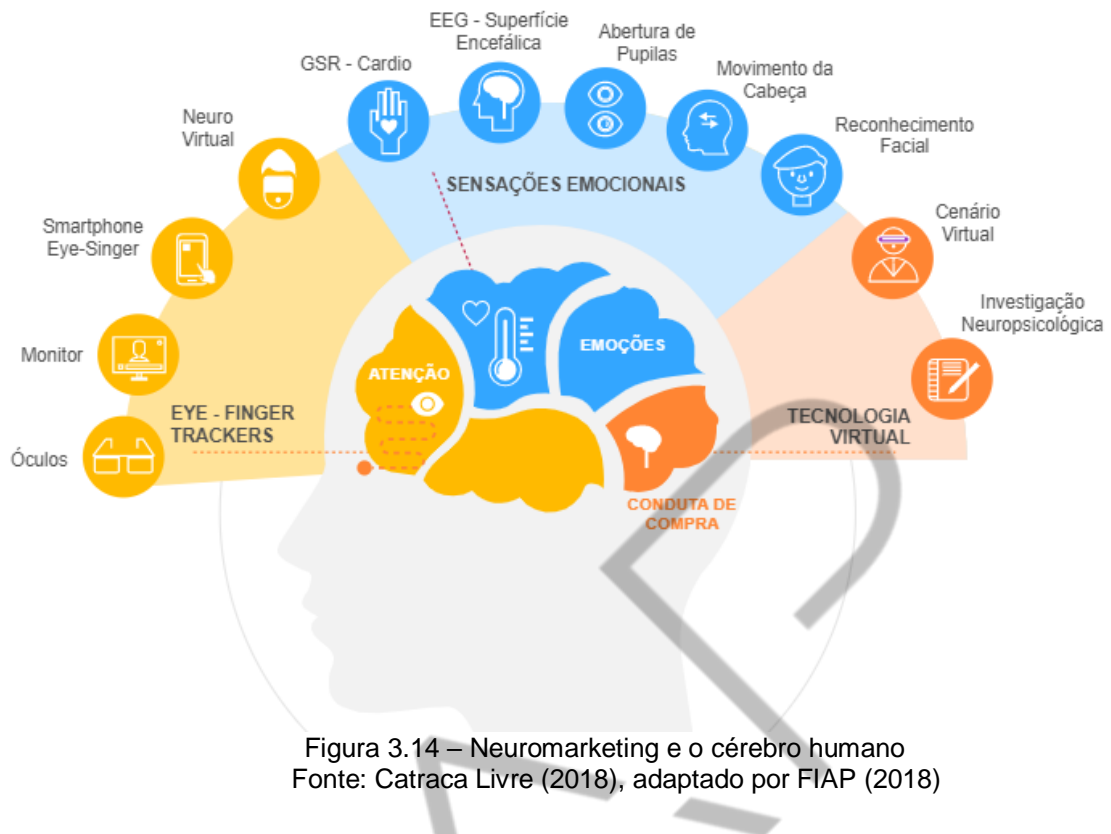 EEG - Superfície
Encefálica
Abertura de
Pupilas
GSR - Cardio
Movimento da
Cabeça
Neuro
Virtual
Reconhecimento
Facial
SENSAÇÕES EMOCIONAIS
Smartphone
Eye-Singer
Cenário
Virtual
Investigação
Neuropsicológica
Monitor
EMOÇÕES
ATENÇÃO
EYE - FINGER
TRACKERS
TECNOLOGIA
VIRTUAL
Óculos
CONDUTA DE
COMPRA
Figura 3.14 – Neuromarketing e o cérebro humano
Fonte: Catraca Livre (2018), adaptado por FIAP (2018)